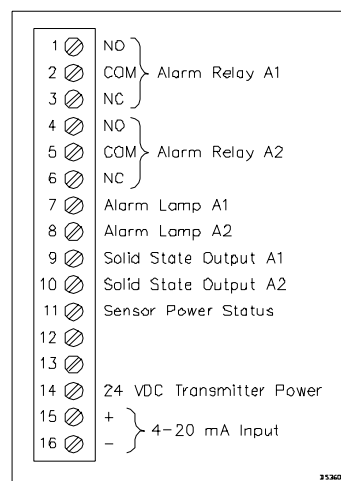 1 NO
2 COM Alarm Relay A1
3 NC
4 NO
5 COM Alarm Relay A2
6 NC
7 Alarm Lamp A1
8 Alarm Lamp A2
9 Solid State Output A1
10 Solid State Output A2
11 Sensor Power Status
12
13
14 24 VDC Transmitter Power
15 +
4-20 mA Input
16 -
35360